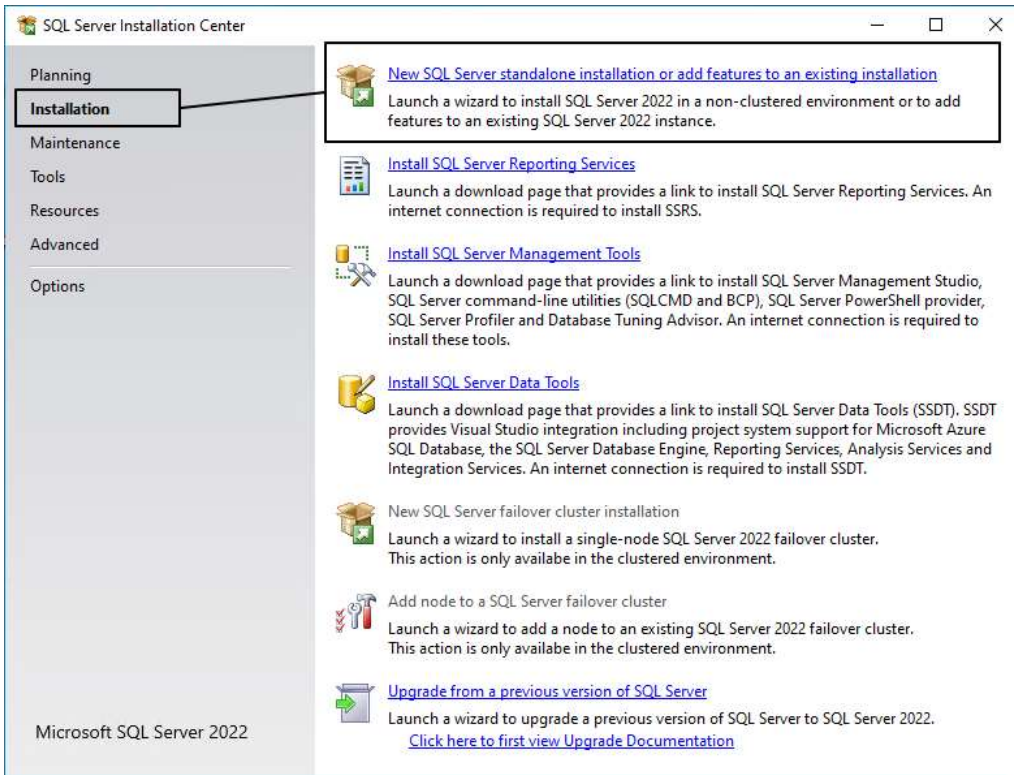 SQL Server Installation Center
Planning
Installation
Maintenance
Tools
Resources
Advanced
Options
Microsoft SQL Server 2022
New SQL Server standalone installation or add features to an existing installation
Launch a wizard to install SQL Server 2022 in a non-clustered environment or to add
features to an existing SQL Server 2022 instance.
Install SQL Server Reporting Services
Launch a download page that provides a link to install SQL Server Reporting Services. An
internet connection is required to install SSRS.
Install SQL Server Management Tools
Launch a download page that provides a link to install SQL Server Management Studio,
SQL Server command-line utilities (SQLCMD and BCP), SQL Server PowerShell provider,
SQL Server Profiler and Database Tuning Advisor. An internet connection is required to
install these tools.
Install SQL Server Data Tools
Launch a download page that provides a link to install SQL Server Data Tools (SSDT). SSDT
provides Visual Studio integration including project system support for Microsoft Azure
SQL Database, the SQL Server Database Engine, Reporting Services, Analysis Services and
Integration Services. An internet connection is required to install SSDT.
New SQL Server failover cluster installation
Launch a wizard to install a single-node SQL Server 2022 failover cluster.
This action is only availabe in the clustered environment.
Add node to a SQL Server failover cluster
Launch a wizard to add a node to an existing SQL Server 2022 failover cluster.
This action is only availabe in the clustered environment.
Upgrade from a previous version of SQL Server
Launch a wizard to upgrade a previous version of SQL Server to SQL Server 2022.
Click here to first view Upgrade Documentation